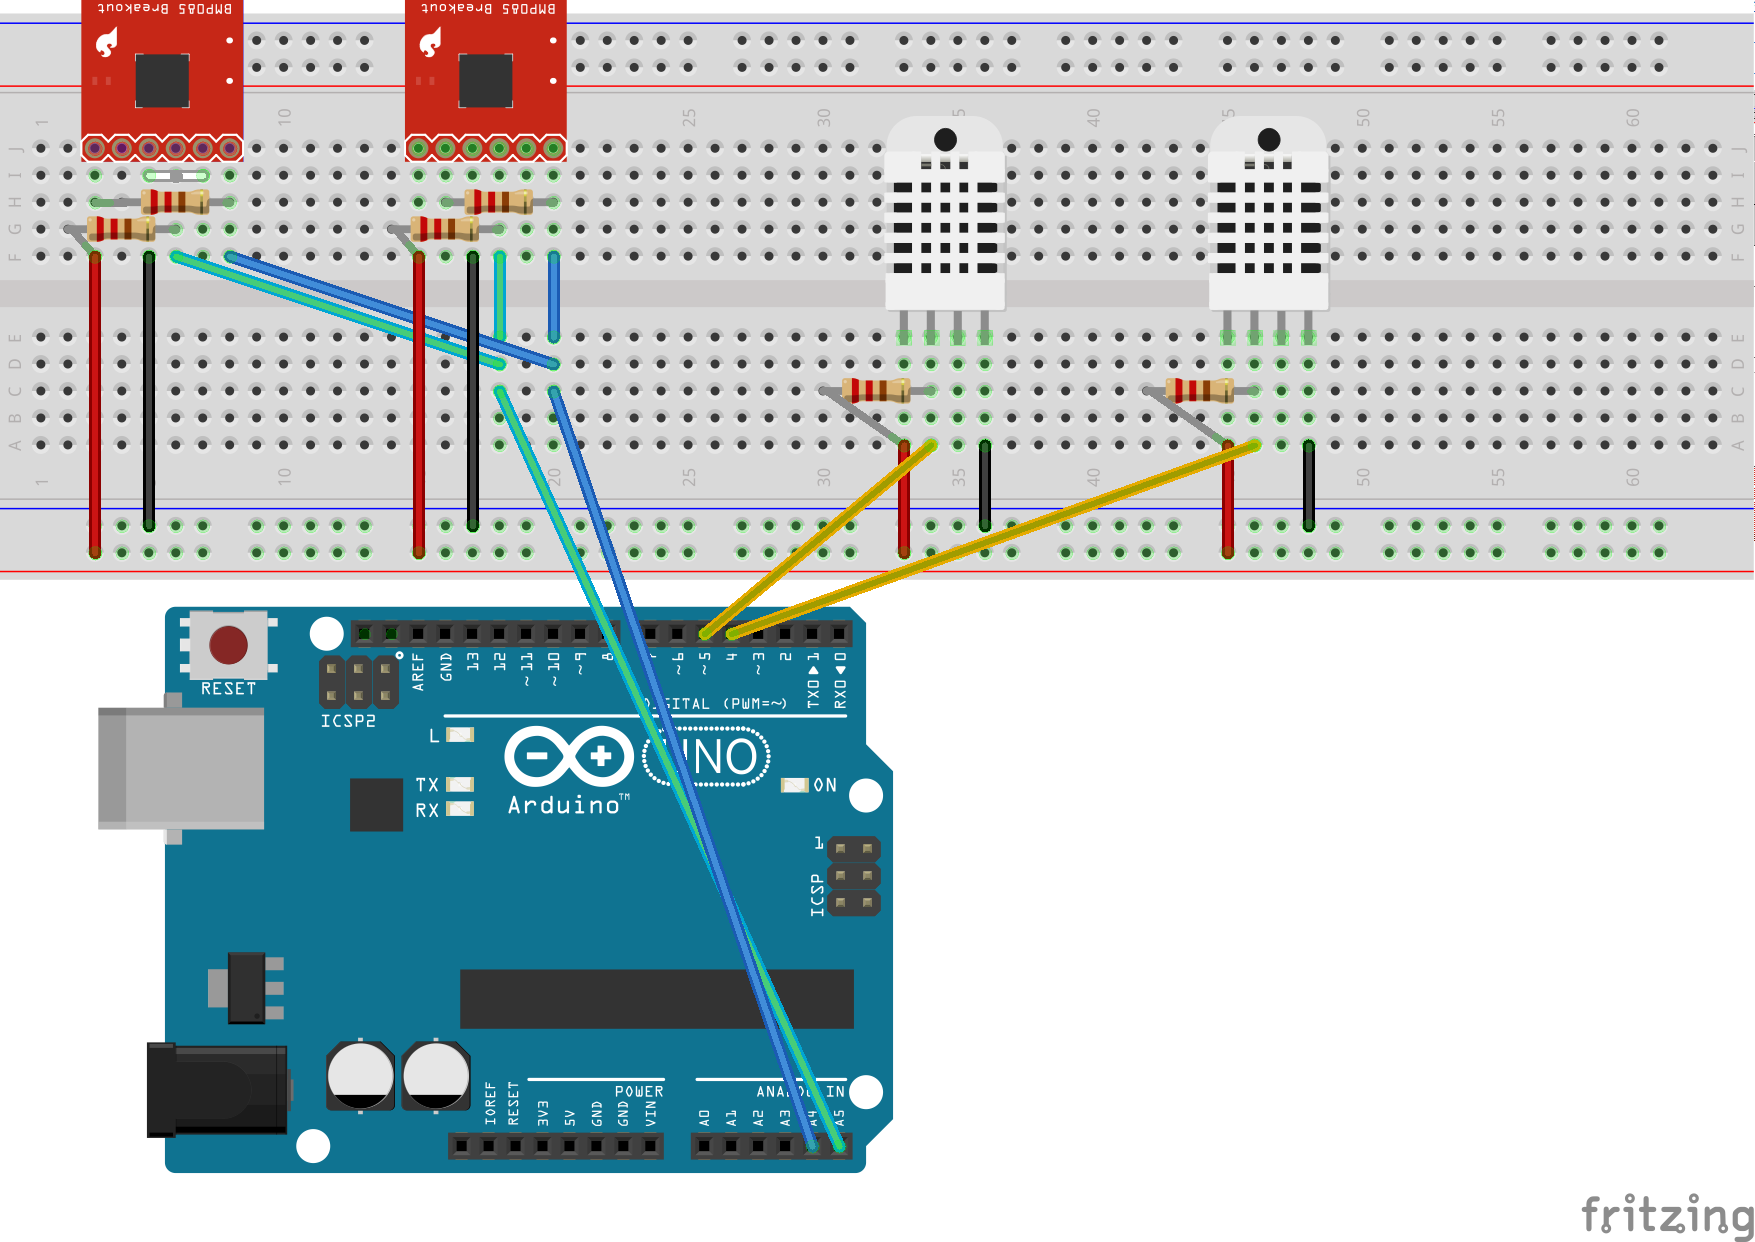 BMP085 Breakout
BMP085 Breakout
1
10
25
30
35
40
50
55
60
J
J
I
I
H
H
G
G
F
F
E
E
D
D
C
C
B
B
A
A
1
10
20
25
30
35
40
45
50
55
60
RESET
ICSP2
AREF
GND
13
12
~11
~10
~9
8
~6
~5
4
~3
2
TXD▶1
RXD◀0
DIGITAL (PWM=~)
L
TX
RX
Arduino™
UNO
ON
1
ICSP
POWER
ANALOG IN
IOREF
RESET
3V3
5V
GND
GND
VIN
A0
A1
A2
A3
A4
A5
fritzing